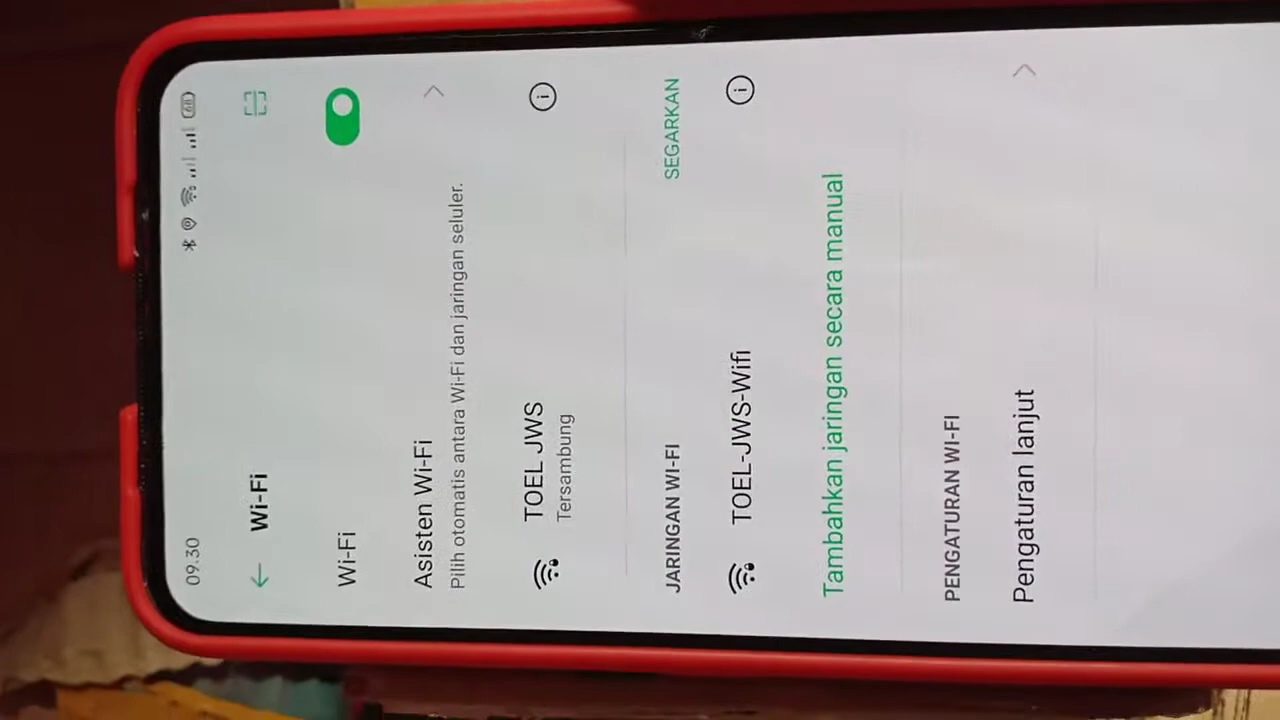 09.30
Wi-Fi
Wi-Fi
Asisten Wi-Fi
Pilih otomatis antara Wi-Fi dan jaringan seluler.
TOEL JWS
Tersambung
JARINGAN WI-FI
SEGARKAN
TOEL-JWS-Wifi
Tambahkan jaringan secara manual
PENGATURAN WI-FI
Pengaturan lanjut